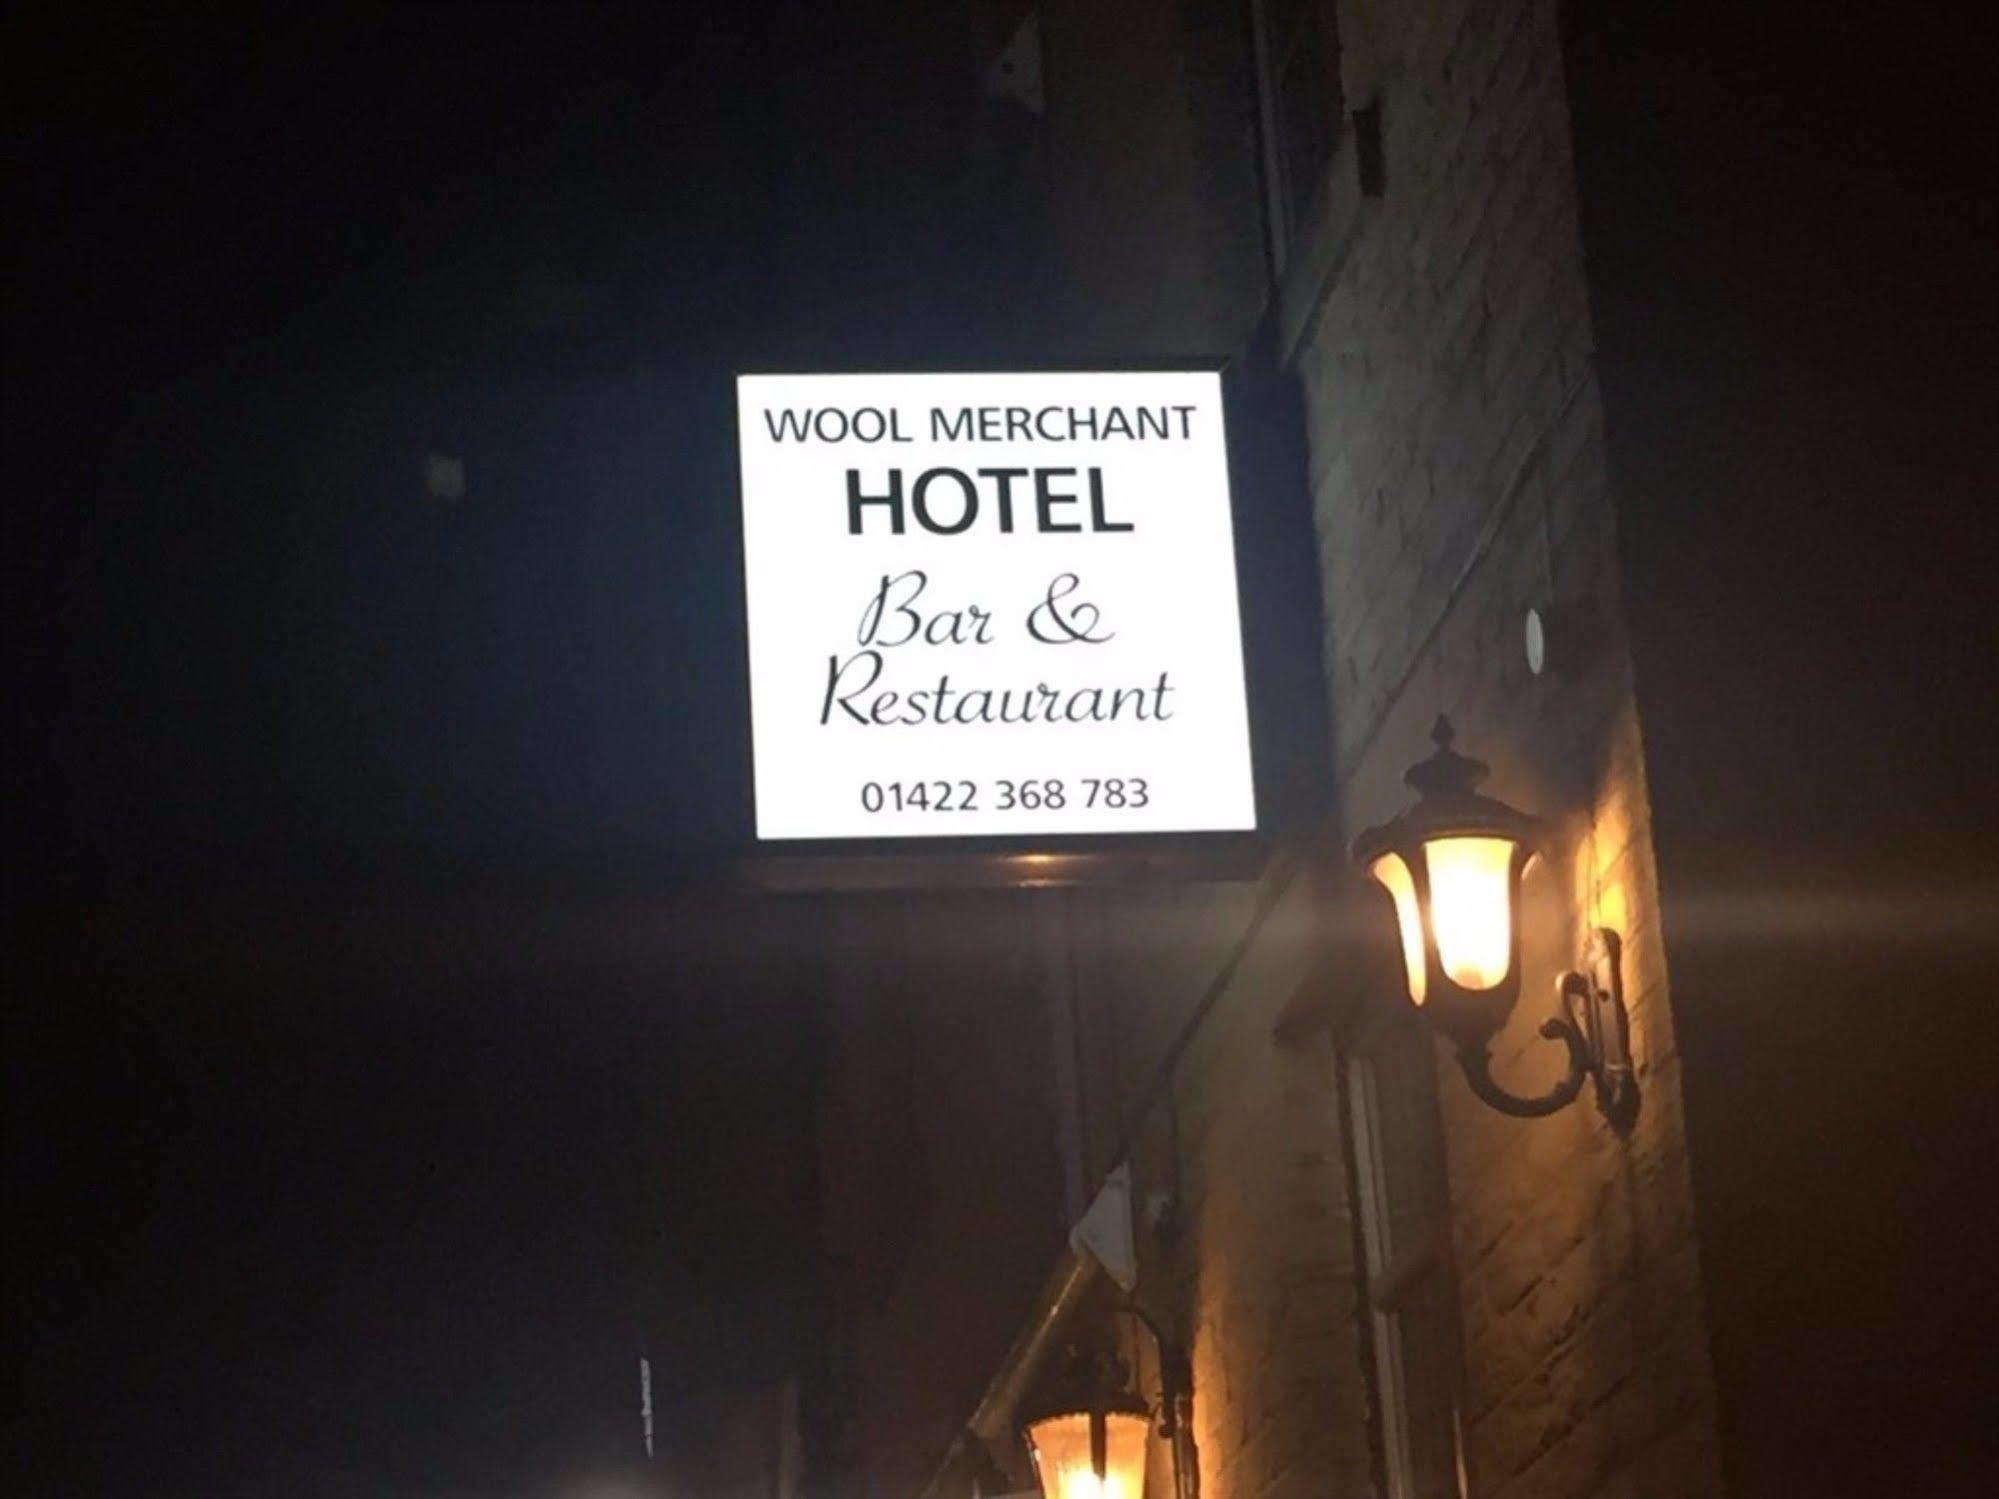 WOOL MERCHANT
HOTEL
Bar &
Restaurant
01422 368 783